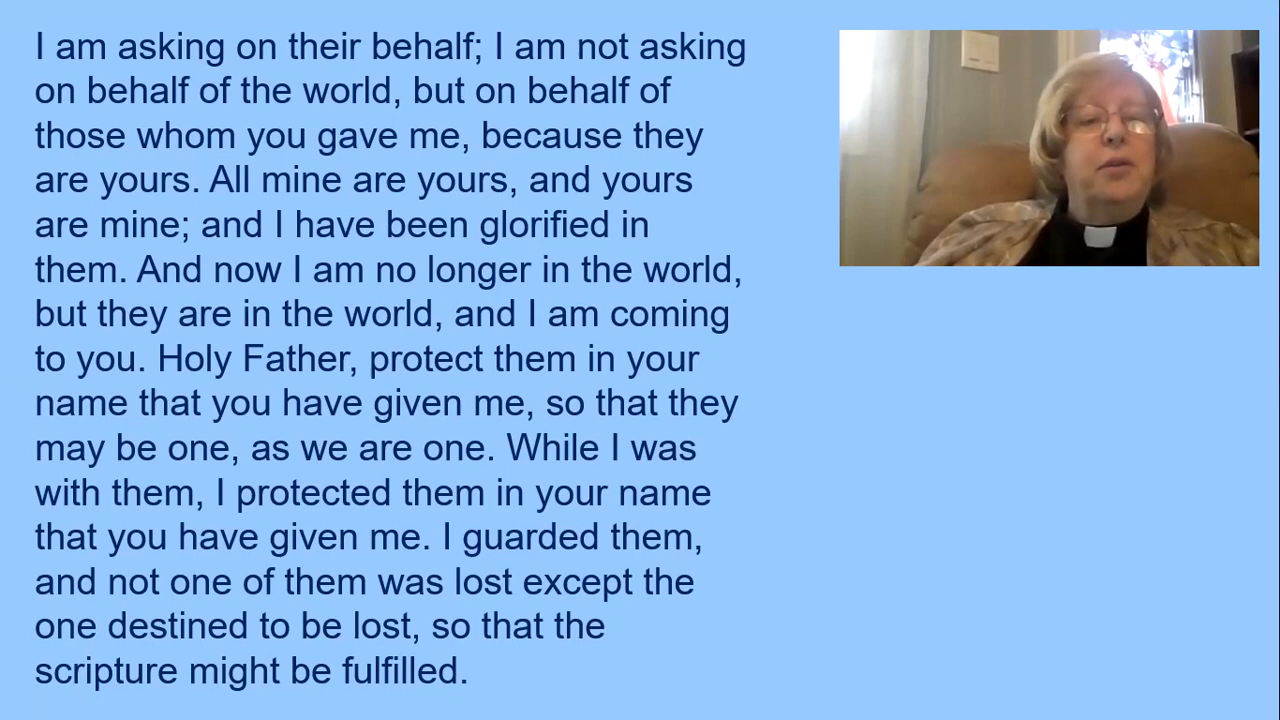 I am asking on their behalf; I am not asking
on behalf of the world, but on behalf of
those whom you gave me, because they
are yours. All mine are yours, and yours
are mine; and I have been glorified in
them. And now I am no longer in the world,
but they are in the world, and I am coming
to you. Holy Father, protect them in your
name that you have given me, so that they
may be one, as we are one. While I was
with them, I protected them in your name
that you have given me. I guarded them,
and not one of them was lost except the
one destined to be lost, so that the
scripture might be fulfilled.